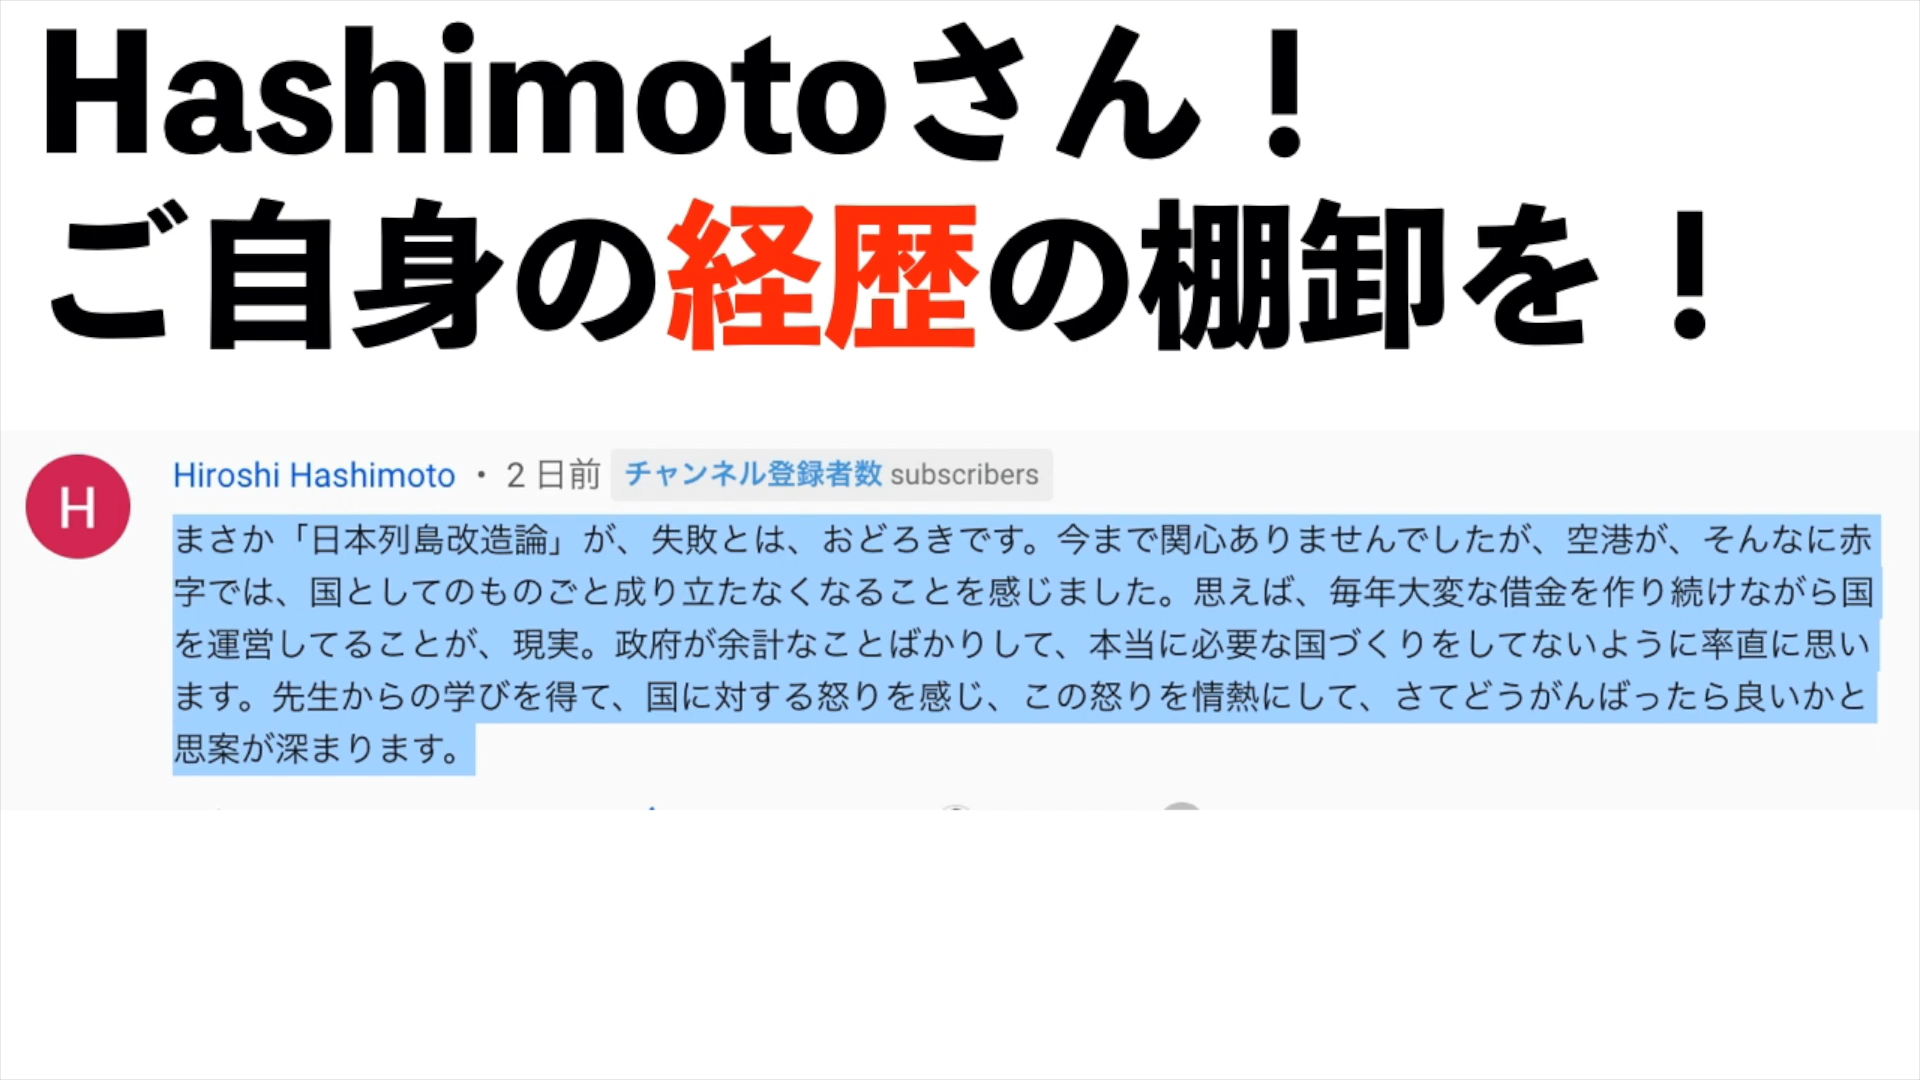 Hashimotoさん！
ご自身の経歴の棚卸を！
H
Hiroshi Hashimoto ・ 2 日前 チャンネル登録者数 subscribers
まさか「日本列島改造論」が、失敗とは、おどろきです。今まで関心ありませんでしたが、空港が、そんなに赤
字では、国としてのものごと成り立たなくなることを感じました。思えば、毎年大変な借金を作り続けながら国
を運営してることが、現実。政府が余計なことばかりして、本当に必要な国づくりをしてないように率直に思い
ます。先生からの学びを得て、国に対する怒りを感じ、この怒りを情熱にして、さてどうがんばったら良いかと
思案が深まります。